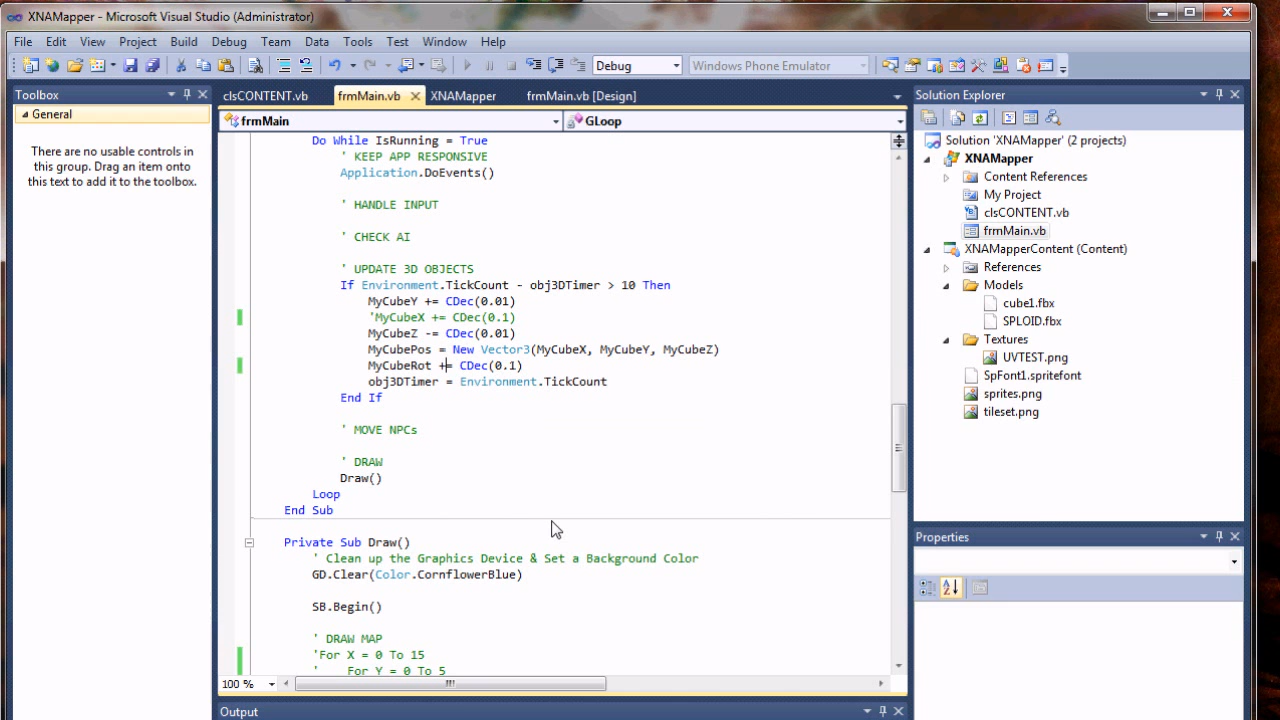 XNAMapper - Microsoft Visual Studio (Administrator)
File Edit View Project Build Debug Team Data Tools Test Window Help
Debug Windows Phone Emulator
Toolbox
General
There are no usable controls in
this group. Drag an item onto
this text to add it to the toolbox.
clsCONTENT.vb frmMain.vb XNAMapper frmMain.vb [Design]
frmMain GLoop
Do While IsRunning = True
' KEEP APP RESPONSIVE
Application.DoEvents()
' HANDLE INPUT
' CHECK AI
' UPDATE 3D OBJECTS
If Environment.TickCount - obj3DTimer > 10 Then
MyCubeY += CDec(0.01)
'MyCubeX += CDec(0.1)
MyCubeZ -= CDec(0.01)
MyCubePos = New Vector3(MyCubeX, MyCubeY, MyCubeZ)
MyCubeRot += CDec(0.1)
obj3DTimer = Environment.TickCount
End If
' MOVE NPCs
' DRAW
Draw()
Loop
End Sub
Private Sub Draw()
' Clean up the Graphics Device & Set a Background Color
GD.Clear(Color.CornflowerBlue)
SB.Begin()
' DRAW MAP
'For X = 0 To 15
'    For Y = 0 To 5
100 %
Output
Solution Explorer
Solution 'XNAMapper' (2 projects)
XNAMapper
Content References
My Project
clsCONTENT.vb
frmMain.vb
XNAMapperContent (Content)
References
Models
cube1.fbx
SPLOID.fbx
Textures
UVTEST.png
SpFont1.spritefont
sprites.png
tileset.png
Properties